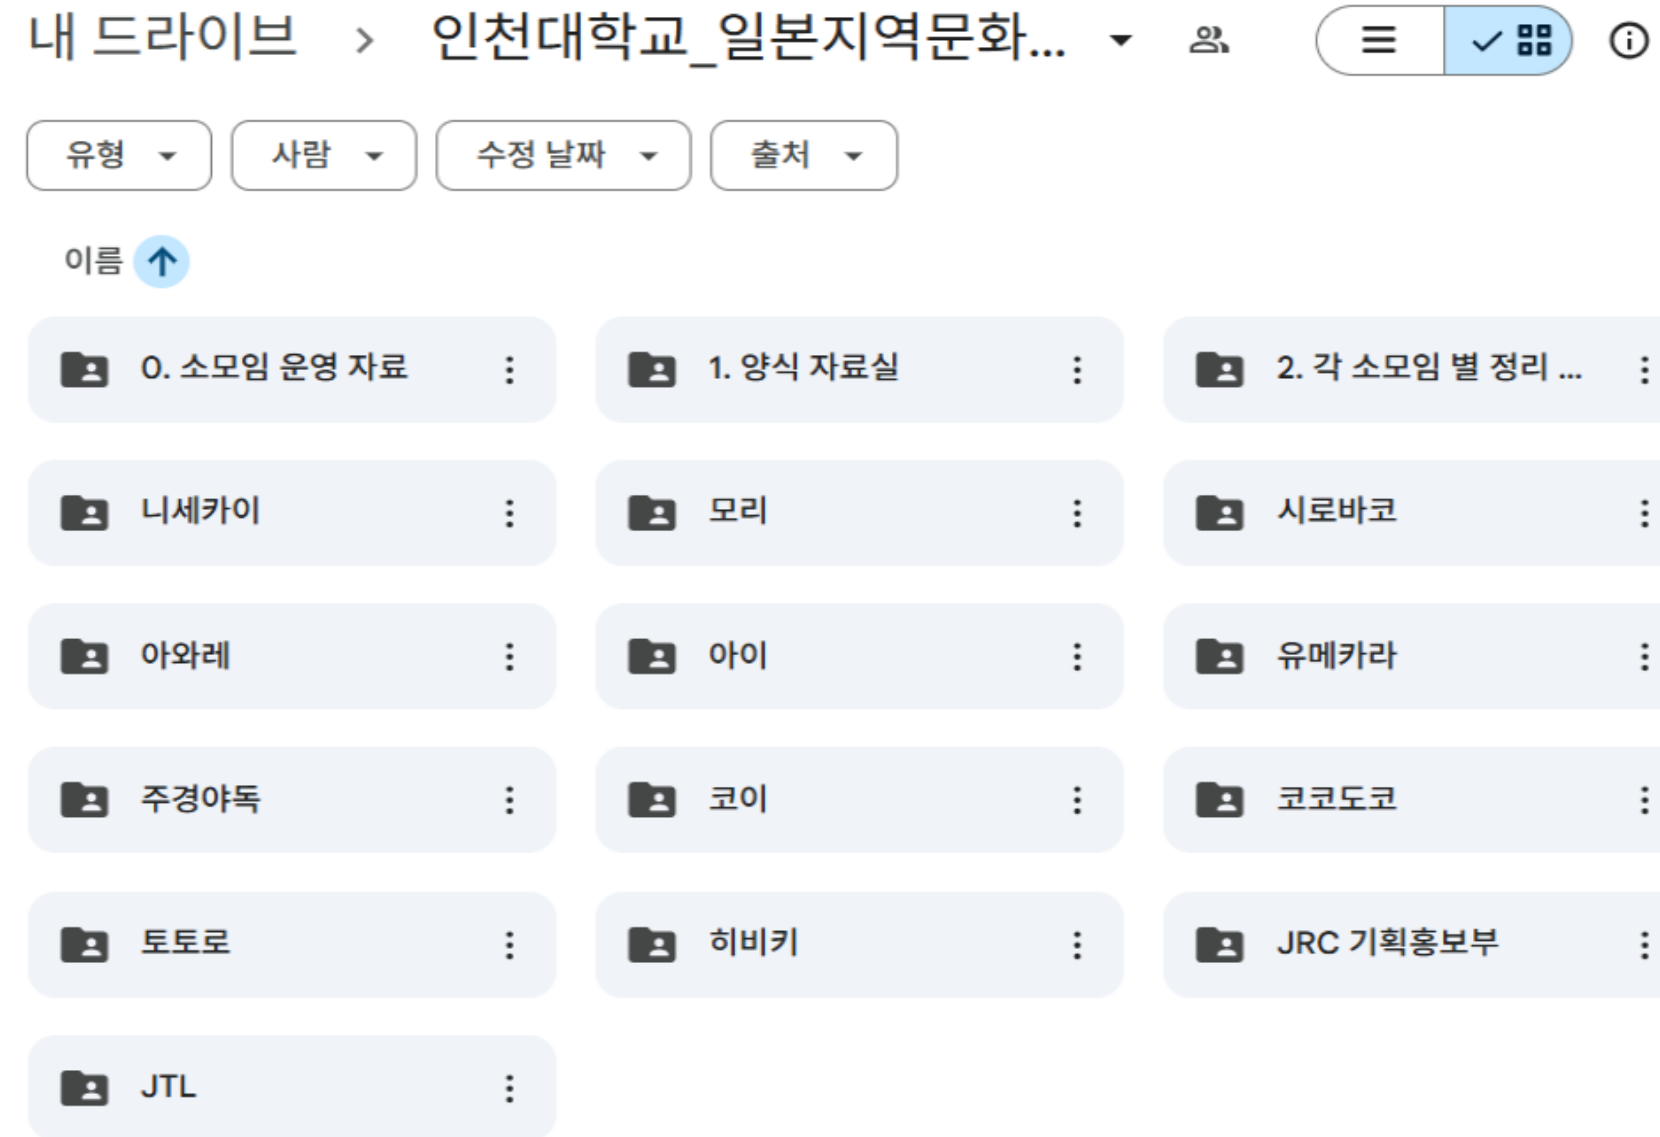 내 드라이브 > 인천대학교_일본지역문화...
유형 사람 수정 날짜 출처
이름
0. 소모임 운영 자료
1. 양식 자료실
2. 각 소모임 별 정리 ...
니세카이
모리
시로바코
아와레
아이
유메카라
주경야독
코이
코코도코
토토로
히비키
JRC 기획홍보부
JTL